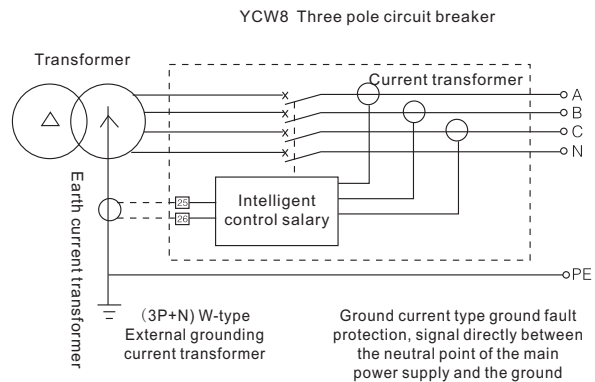 YCW8 Three pole circuit breaker
Transformer
Current transformer
A
B
C
N
Earth current transformer
25
26
Intelligent
control salary
PE
(3P+N) W-type
External grounding
current transformer
Ground current type ground fault
protection, signal directly between
the neutral point of the main
power supply and the ground